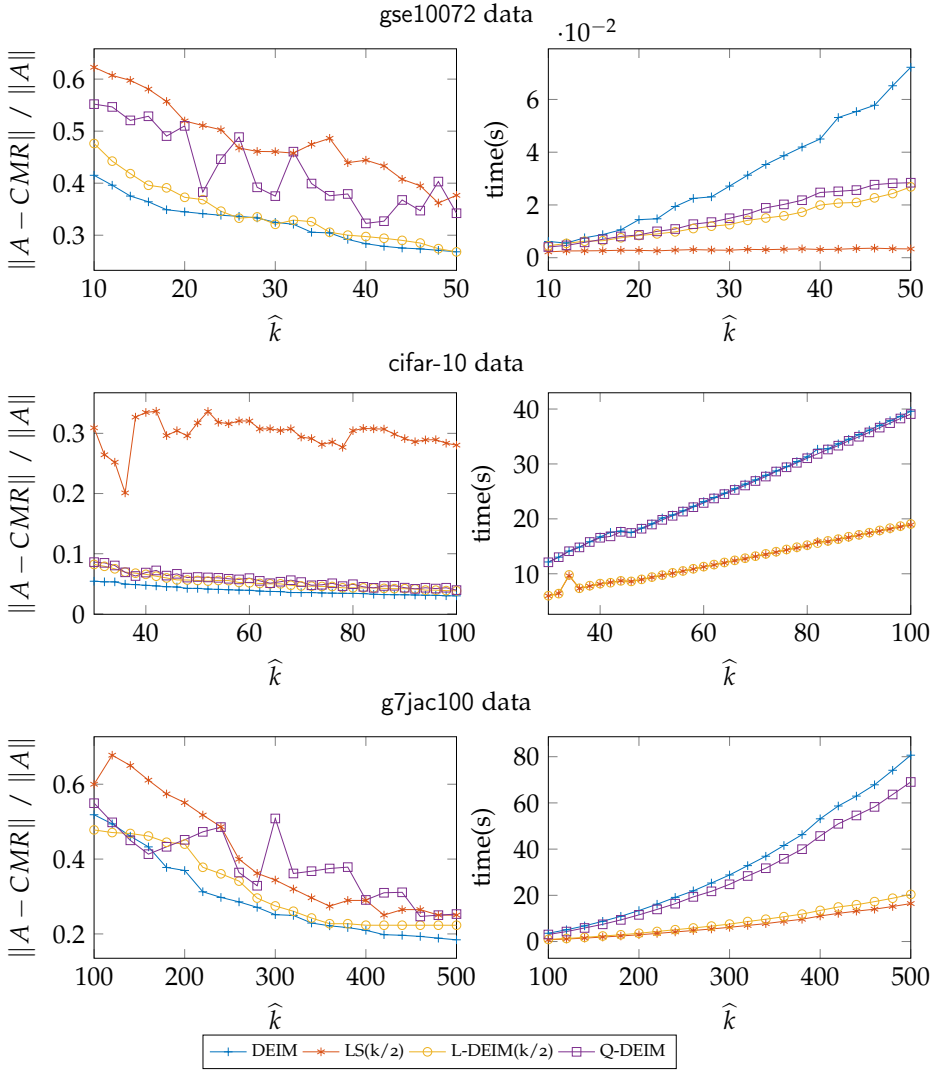 gse10072 data
‖A − CMR‖ / ‖A‖
0.6
0.5
0.4
0.3
10 20 30 40 50
k̂
·10⁻²
time(s)
6
4
2
0
10 20 30 40 50
k̂
cifar-10 data
‖A − CMR‖ / ‖A‖
0.3
0.2
0.1
0
40 60 80 100
k̂
time(s)
40
30
20
10
40 60 80 100
k̂
g7jac100 data
‖A − CMR‖ / ‖A‖
0.6
0.4
0.2
100 200 300 400 500
k̂
time(s)
80
60
40
20
0
100 200 300 400 500
k̂
DEIM LS(k/2) L-DEIM(k/2) Q-DEIM